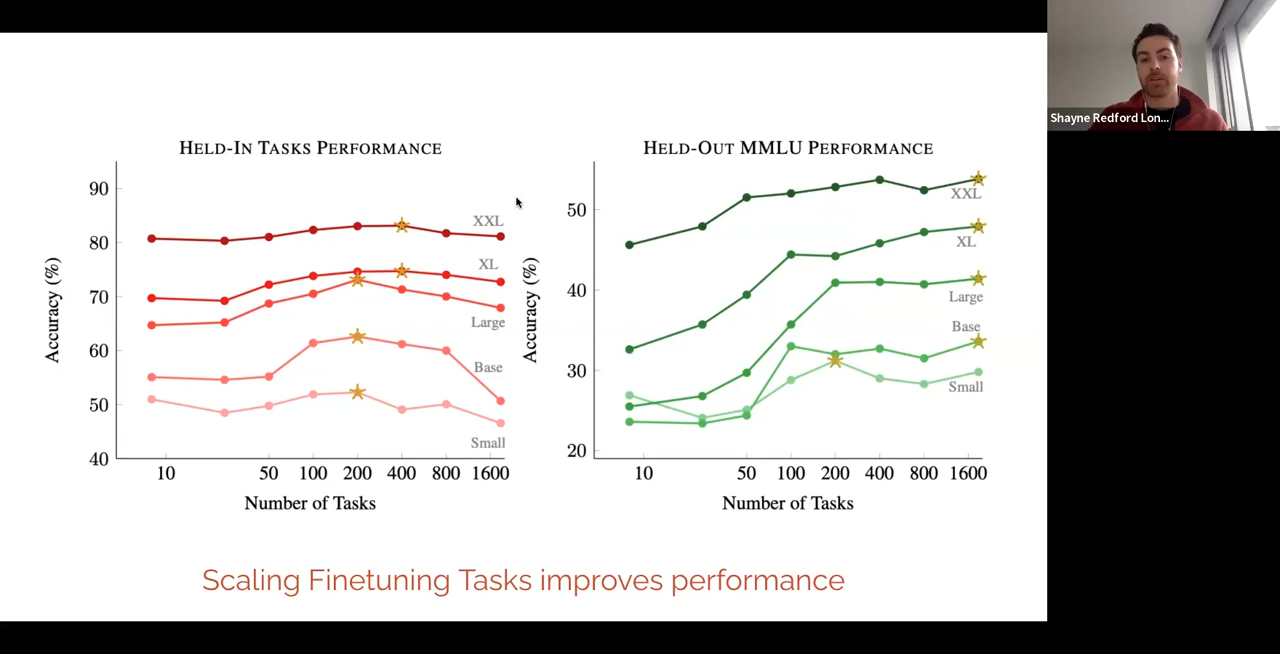 HELD-IN TASKS PERFORMANCE
90
80
70
60
50
40
Accuracy (%)
XXL
XL
Large
Base
Small
10 50 100 200 400 800 1600
Number of Tasks
HELD-OUT MMLU PERFORMANCE
50
40
30
20
Accuracy (%)
XXL
XL
Large
Base
Small
10 50 100 200 400 800 1600
Number of Tasks
Scaling Finetuning Tasks improves performance
Shayne Redford Lon...